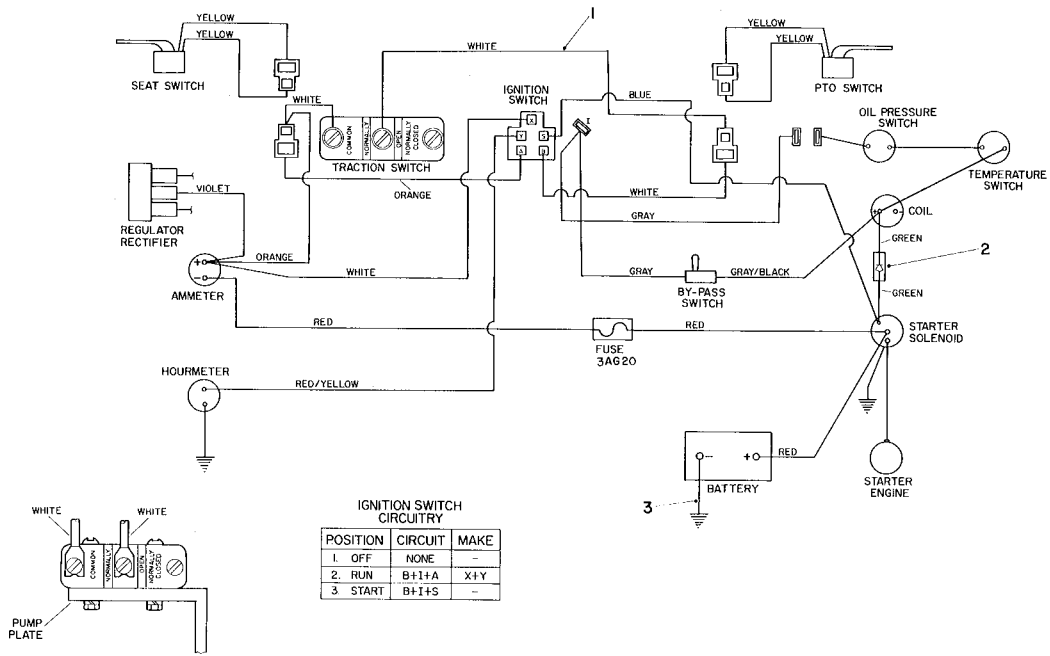 1
YELLOW
YELLOW
SEAT SWITCH
WHITE
YELLOW
YELLOW
PTO SWITCH
IGNITION
SWITCH
BLUE
OIL PRESSURE
SWITCH
WHITE
COMMON
NORMALLY
OPEN
NORMALLY
CLOSED
TRACTION SWITCH
X
Y
S
A
I
TEMPERATURE
SWITCH
ORANGE
WHITE
VIOLET
REGULATOR
RECTIFIER
GRAY
+
-
COIL
GREEN
2
ORANGE
+
-
AMMETER
WHITE
GRAY
GRAY/BLACK
BY-PASS
SWITCH
GREEN
RED
FUSE
3AG20
RED
STARTER
SOLENOID
HOURMETER
RED/YELLOW
-
+
RED
BATTERY
STARTER
ENGINE
3
WHITE
WHITE
COMMON
NORMALLY
OPEN
NORMALLY
CLOSED
PUMP
PLATE
IGNITION SWITCH
CIRCUITRY
POSITION CIRCUIT MAKE
1. OFF NONE -
2. RUN B+I+A X+Y
3. START B+I+S -